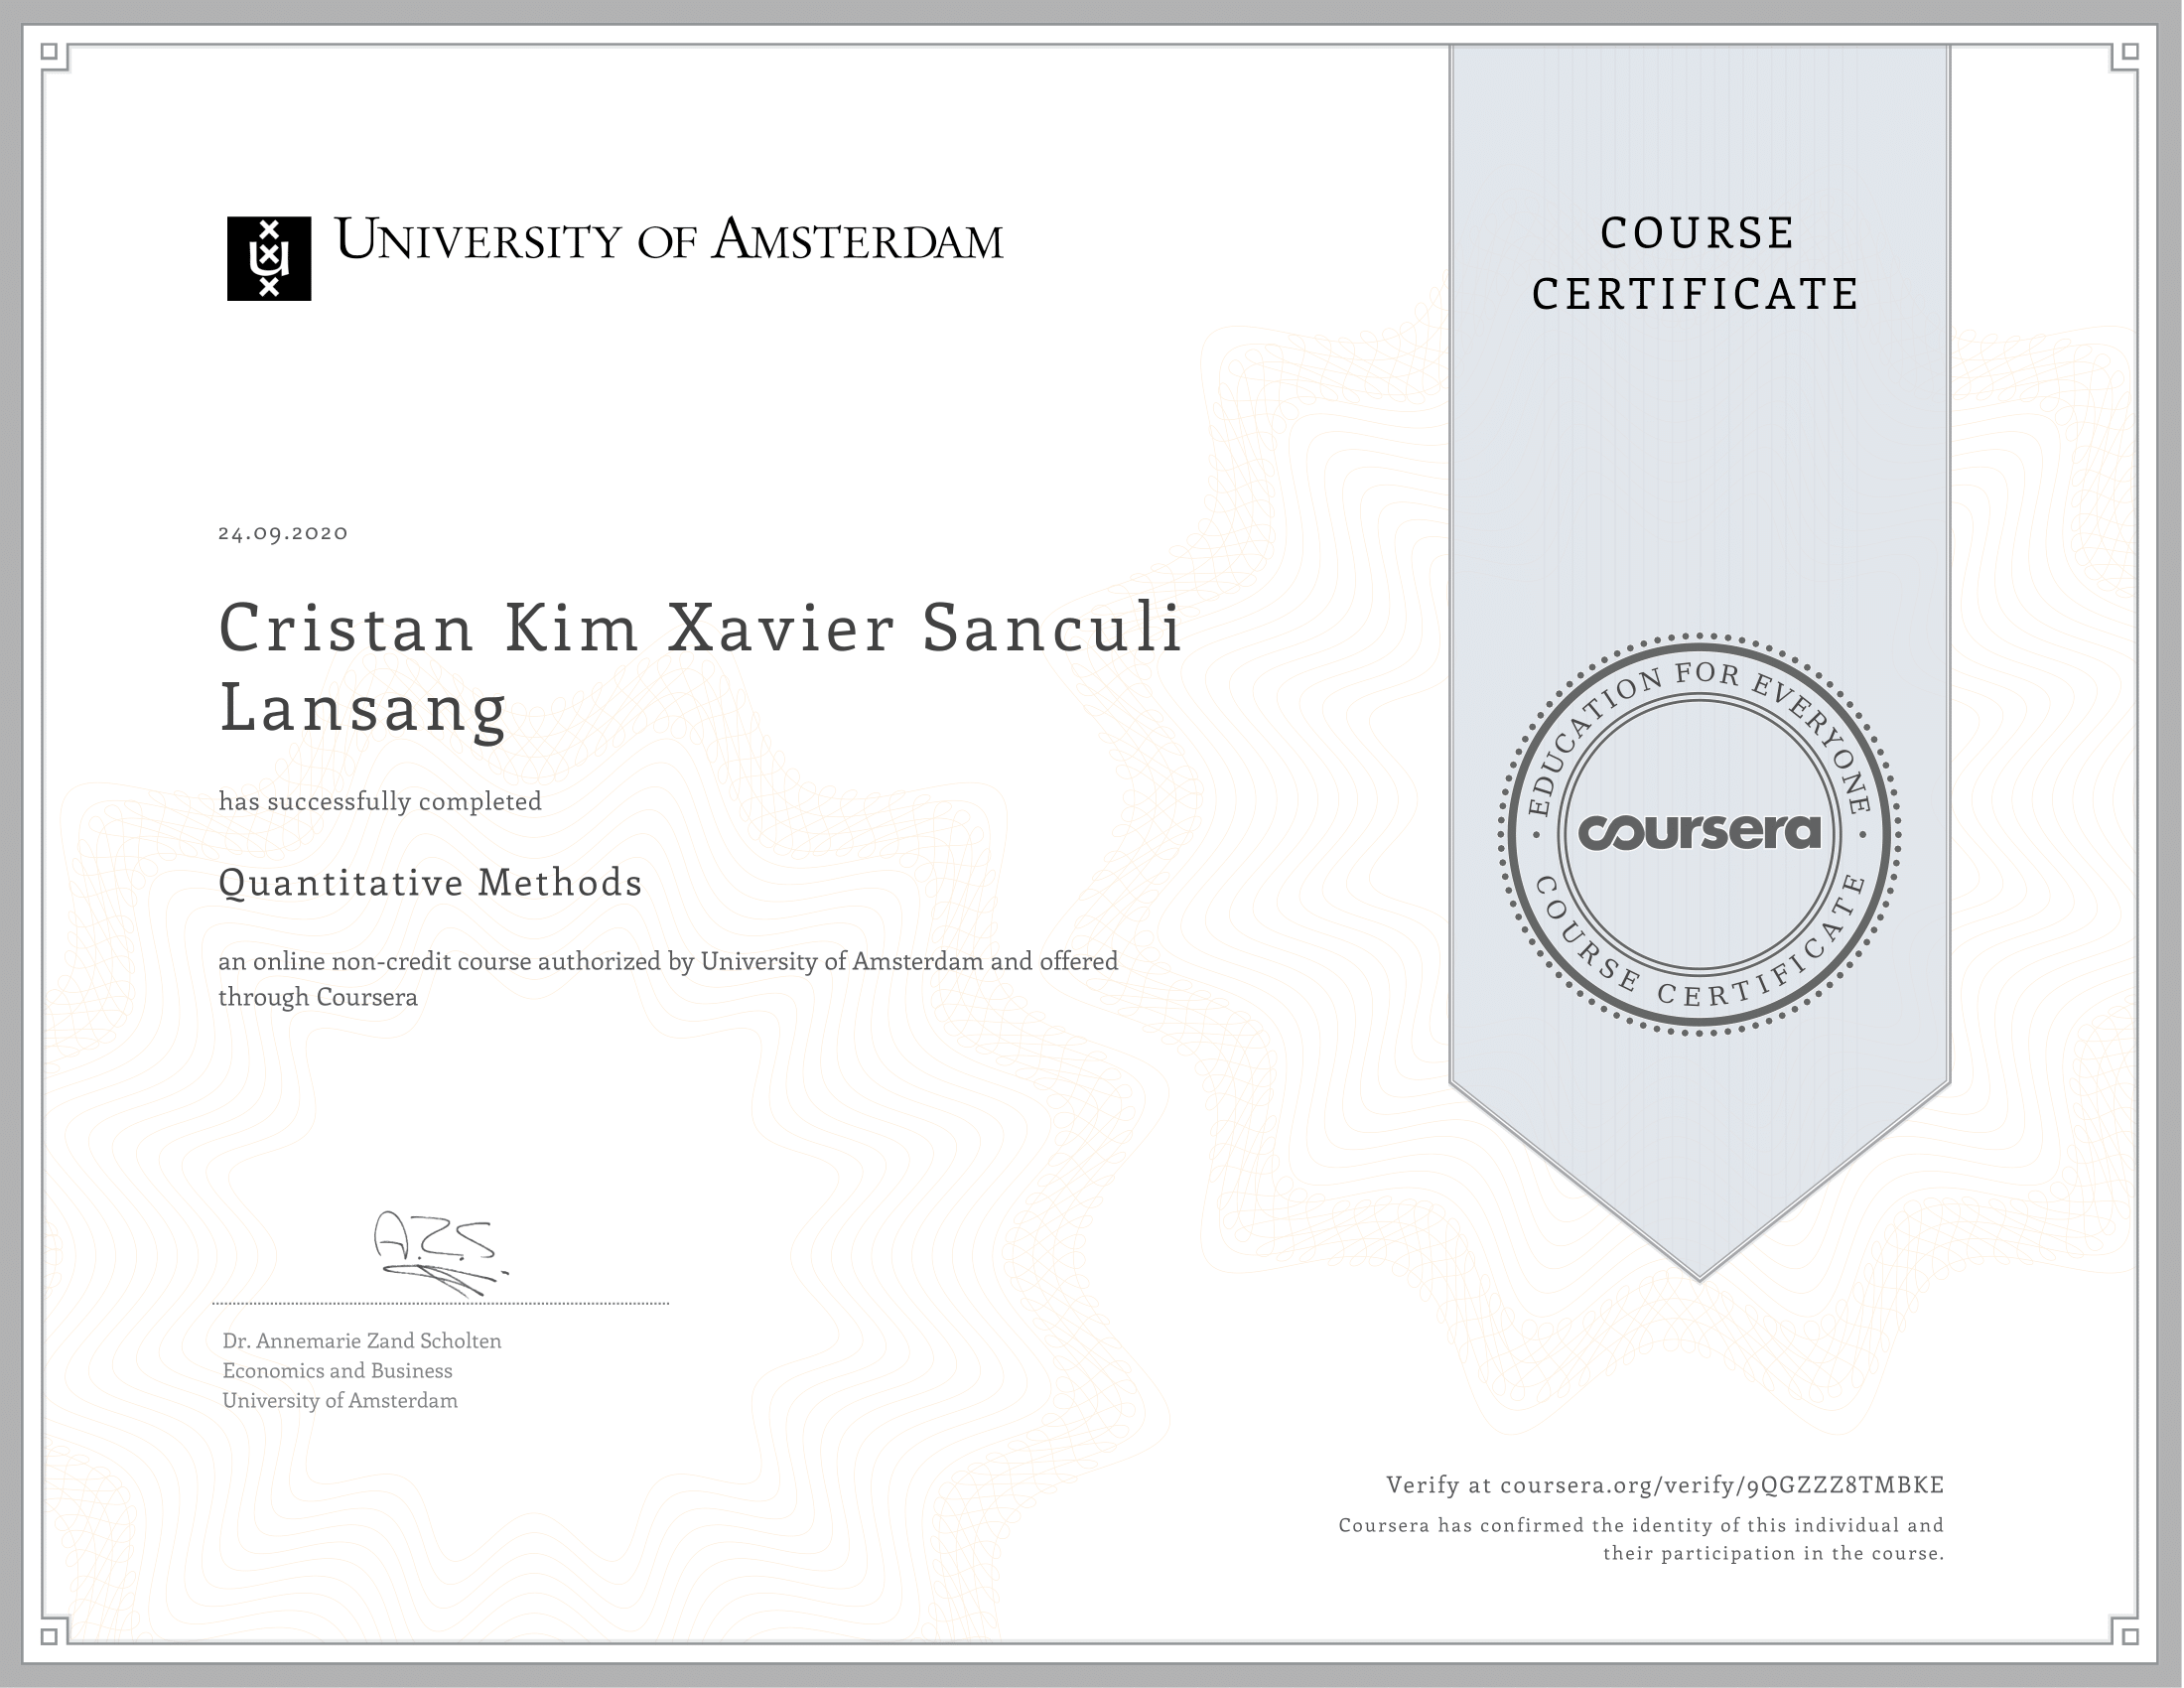 University of Amsterdam
COURSE
CERTIFICATE
24.09.2020
Cristan Kim Xavier Sanculi
Lansang
has successfully completed
Quantitative Methods
an online non-credit course authorized by University of Amsterdam and offered
through Coursera
EDUCATION FOR EVERYONE
coursera
COURSE CERTIFICATE
A.Z.S.
Dr. Annemarie Zand Scholten
Economics and Business
University of Amsterdam
Verify at coursera.org/verify/9QGZZZ8TMBKE
Coursera has confirmed the identity of this individual and
their participation in the course.